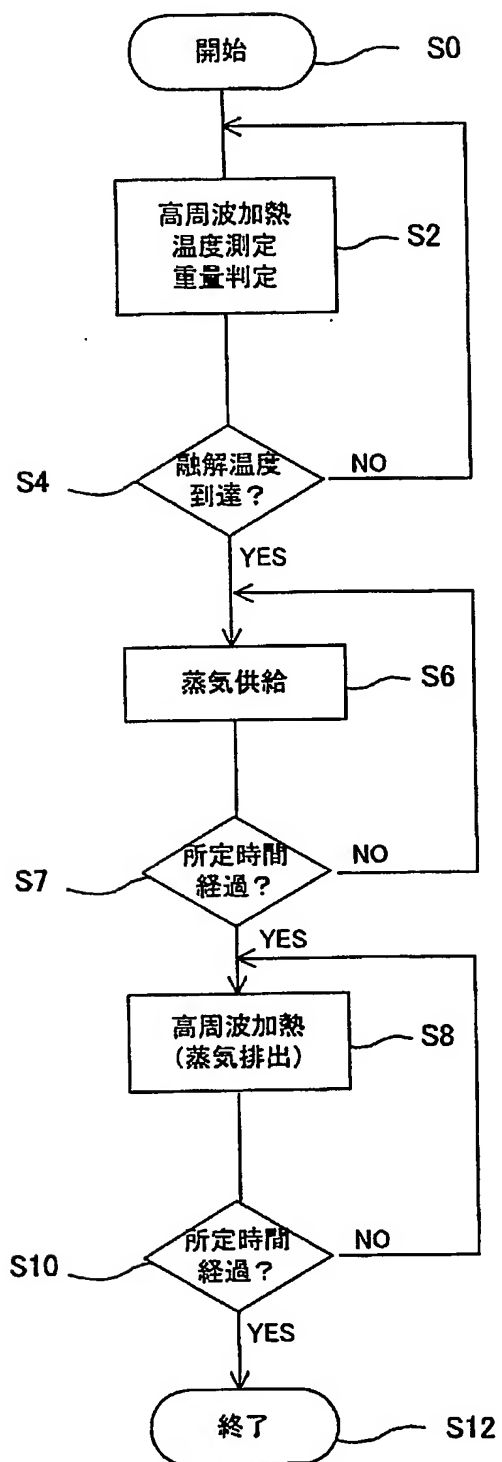 開始
S0
高周波加熱
温度測定
重量判定
S2
融解温度
到達？
NO
S4
YES
蒸気供給
S6
所定時間
経過？
NO
S7
YES
高周波加熱
(蒸気排出)
S8
所定時間
経過？
NO
S10
YES
終了
S12